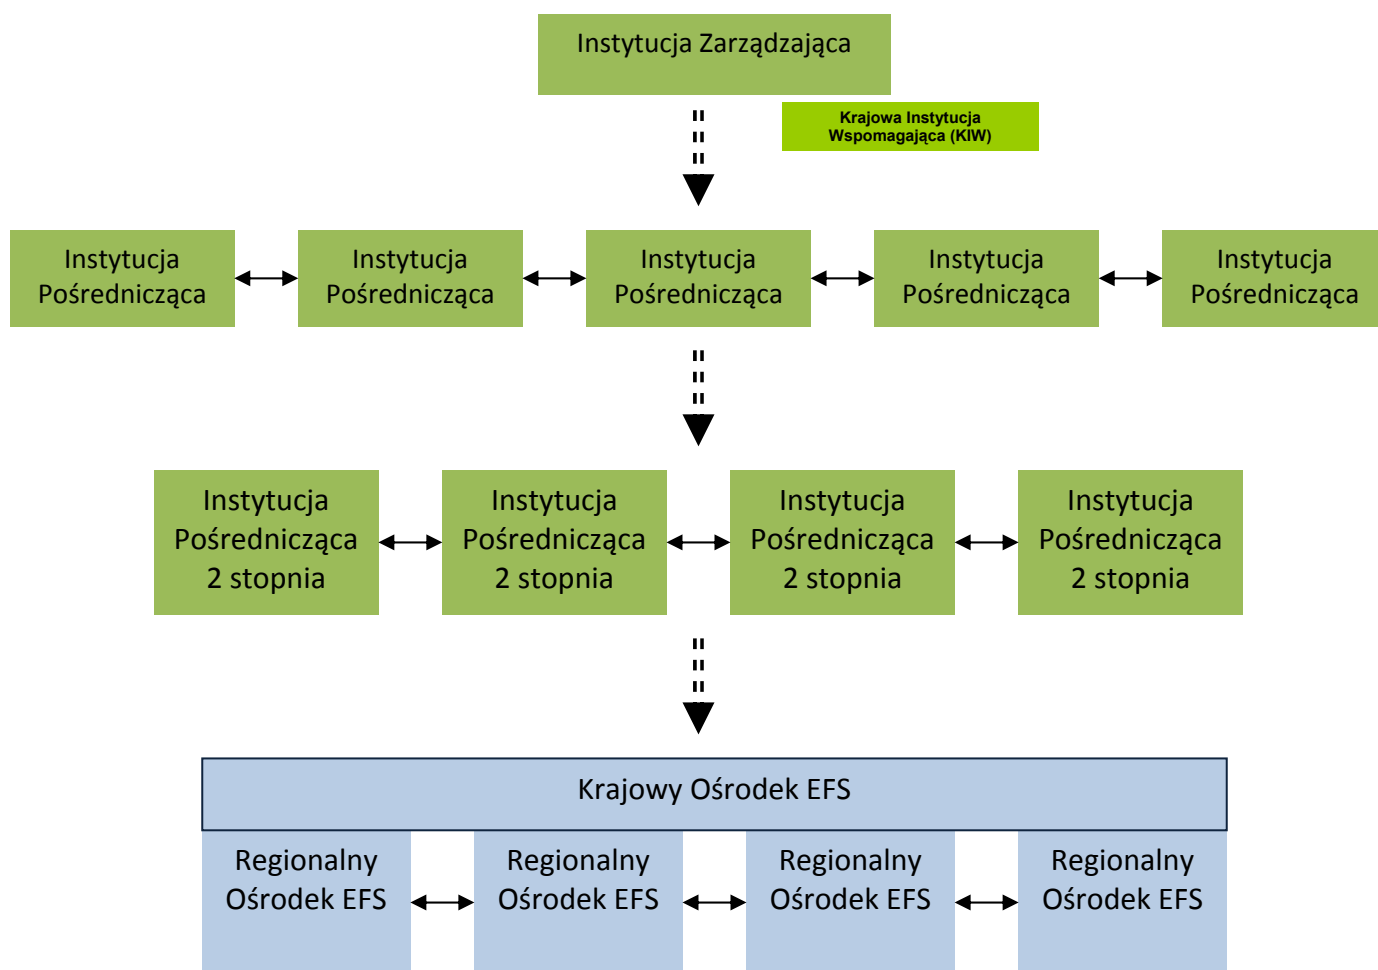 Instytucja Zarządzająca
Krajowa Instytucja
Wspomagająca (KIW)
Instytucja
Pośrednicząca
Instytucja
Pośrednicząca
Instytucja
Pośrednicząca
Instytucja
Pośrednicząca
Instytucja
Pośrednicząca
Instytucja
Pośrednicząca
2 stopnia
Instytucja
Pośrednicząca
2 stopnia
Instytucja
Pośrednicząca
2 stopnia
Instytucja
Pośrednicząca
2 stopnia
Krajowy Ośrodek EFS
Regionalny
Ośrodek EFS
Regionalny
Ośrodek EFS
Regionalny
Ośrodek EFS
Regionalny
Ośrodek EFS